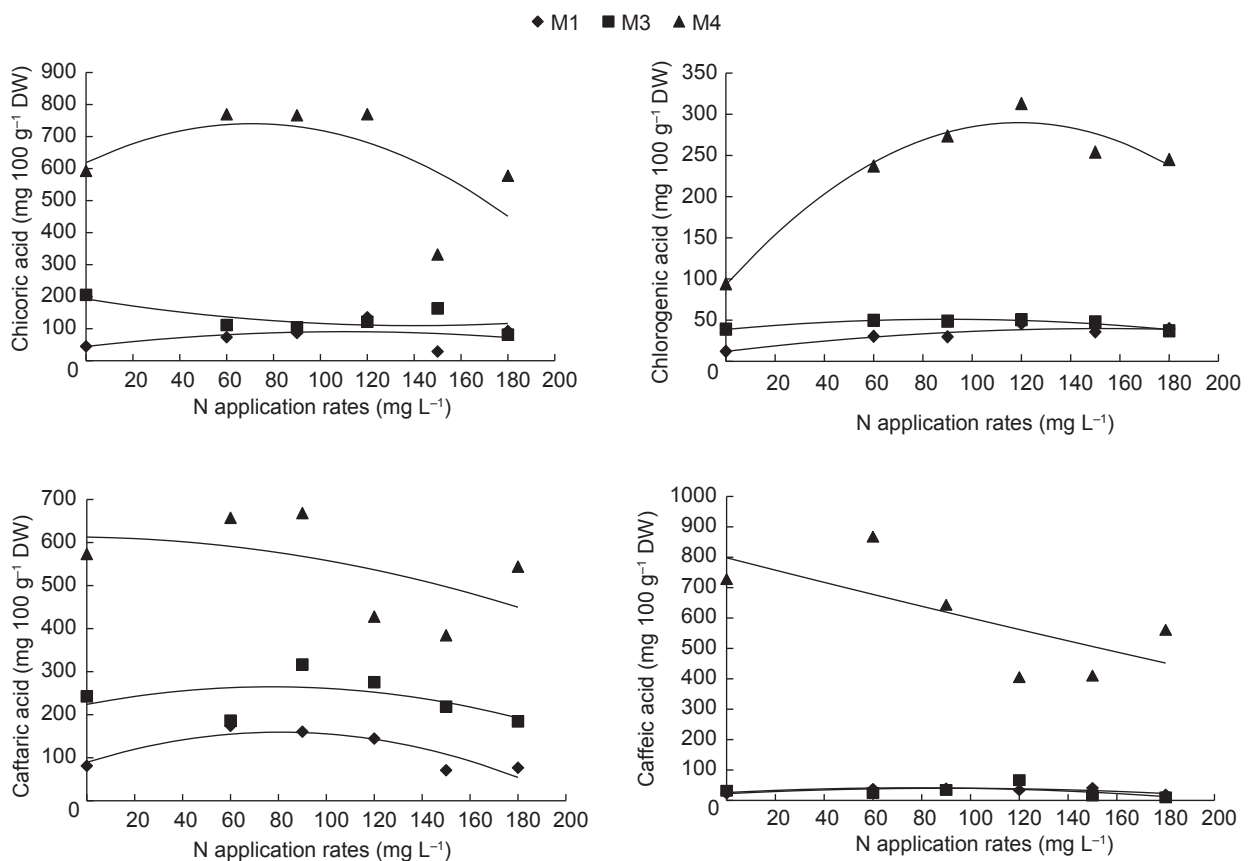 M1 M3 M4
Chicoric acid (mg 100 g⁻¹ DW)
900
800
700
600
500
400
300
200
100
0
0 20 40 60 80 100 120 140 160 180 200
N application rates (mg L⁻¹)
Chlorogenic acid (mg 100 g⁻¹ DW)
350
300
250
200
150
100
50
0
0 20 40 60 80 100 120 140 160 180 200
N application rates (mg L⁻¹)
Caftaric acid (mg 100 g⁻¹ DW)
700
600
500
400
300
200
100
0
0 20 40 60 80 100 120 140 160 180 200
N application rates (mg L⁻¹)
Caffeic acid (mg 100 g⁻¹ DW)
1000
900
800
700
600
500
400
300
200
100
0
0 20 40 60 80 100 120 140 160 180 200
N application rates (mg L⁻¹)